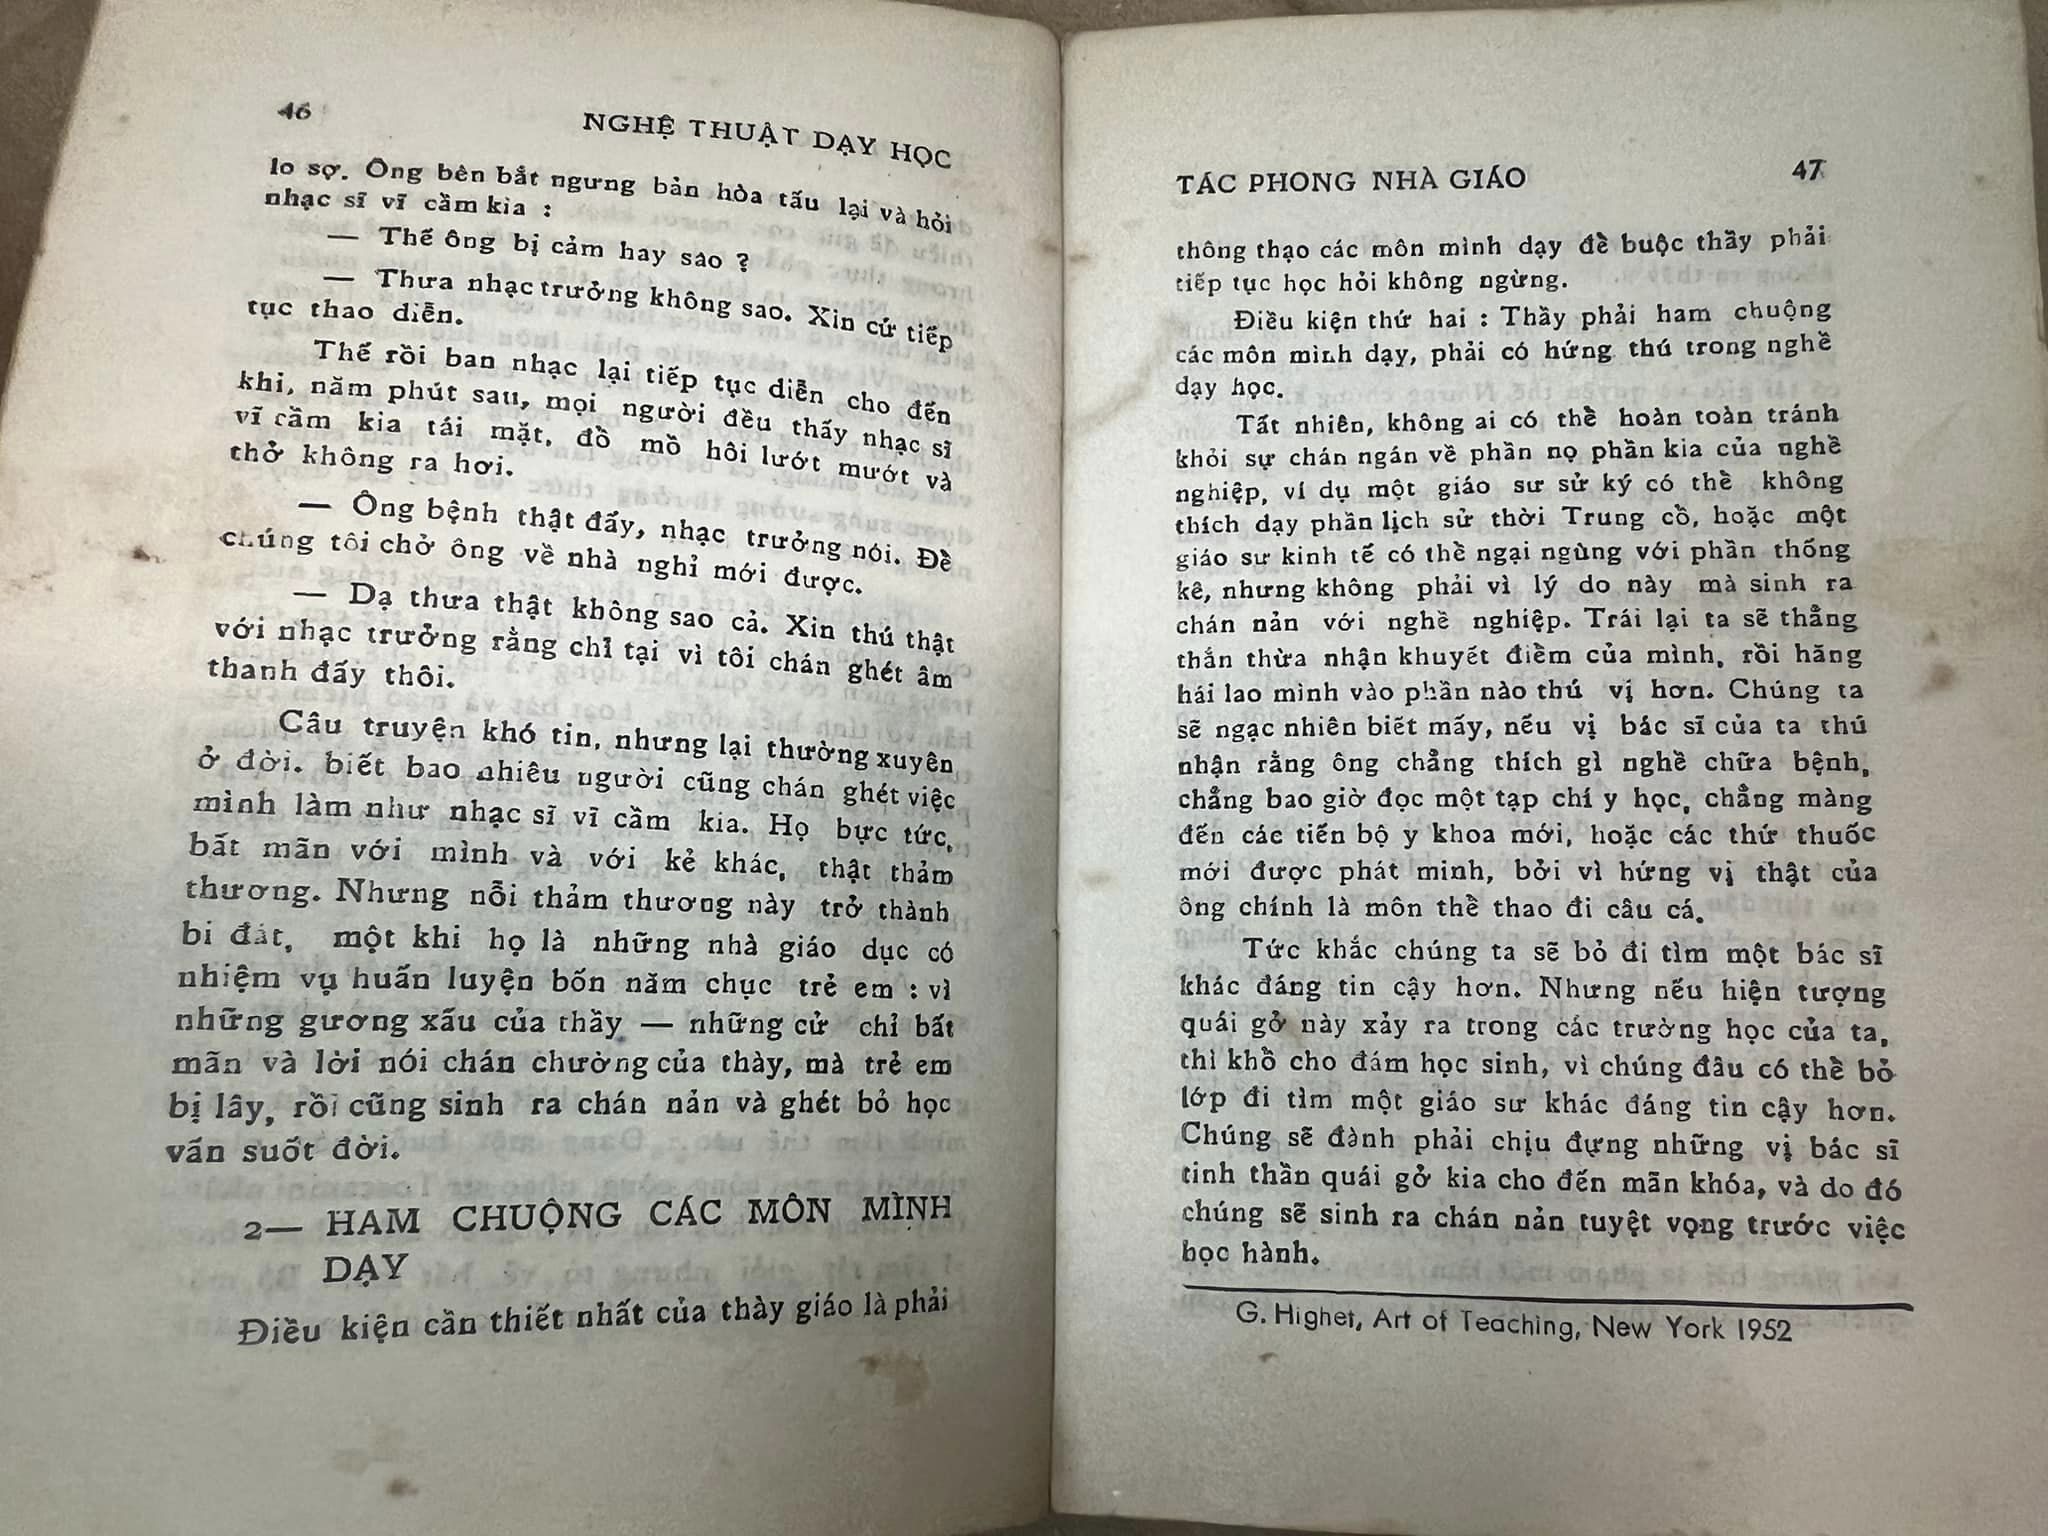 46
NGHỆ THUẬT DẠY HỌC
lo sợ. Ông bên bắt ngưng bản hòa tấu lại và hỏi
nhạc sĩ vĩ cầm kia :
— Thế ông bị cảm hay sao ?
— Thưa nhạc trưởng không sao. Xin cứ tiếp
tục thao diễn.
Thế rồi ban nhạc lại tiếp tục diễn cho đến
khi, năm phút sau, mọi người đều thấy nhạc sĩ
vĩ cầm kia tái mặt, đổ mồ hôi lướt mướt và
thở không ra hơi.
— Ông bệnh thật đấy, nhạc trưởng nói. Để
chúng tôi chở ông về nhà nghỉ mới được.
— Dạ thưa thật không sao cả. Xin thú thật
với nhạc trưởng rằng chỉ tại vì tôi chán ghét âm
thanh đấy thôi.
Câu truyện khó tin, nhưng lại thường xuyên
ở đời. biết bao nhiêu người cũng chán ghét việc
mình làm như nhạc sĩ vĩ cầm kia. Họ bực tức,
bất mãn với mình và với kẻ khác, thật thảm
thương. Nhưng nỗi thảm thương này trở thành
bi đát, một khi họ là những nhà giáo dục có
nhiệm vụ huấn luyện bốn năm chục trẻ em : vì
những gương xấu của thầy — những cử chỉ bất
mãn và lời nói chán chường của thày, mà trẻ em
bị lây, rồi cũng sinh ra chán nản và ghét bỏ học
vấn suốt đời.
2— HAM CHUỘNG CÁC MÔN MÌNH
DẠY
Điều kiện cần thiết nhất của thày giáo là phải
TÁC PHONG NHÀ GIÁO
47
thông thạo các môn mình dạy để buộc thầy phải
tiếp tục học hỏi không ngừng.
Điều kiện thứ hai : Thầy phải ham chuộng
các môn mình dạy, phải có hứng thú trong nghề
dạy học.
Tất nhiên, không ai có thể hoàn toàn tránh
khỏi sự chán ngán về phần nọ phần kia của nghề
nghiệp, ví dụ một giáo sư sử ký có thể không
thích dạy phần lịch sử thời Trung cổ, hoặc một
giáo sư kinh tế có thể ngại ngùng với phần thống
kê, nhưng không phải vì lý do này mà sinh ra
chán nản với nghề nghiệp. Trái lại ta sẽ thẳng
thắn thừa nhận khuyết điểm của mình, rồi hăng
hái lao mình vào phần nào thú vị hơn. Chúng ta
sẽ ngạc nhiên biết mấy, nếu vị bác sĩ của ta thú
nhận rằng ông chẳng thích gì nghề chữa bệnh,
chẳng bao giờ đọc một tạp chí y học, chẳng màng
đến các tiến bộ y khoa mới, hoặc các thứ thuốc
mới được phát minh, bởi vì hứng vị thật của
ông chính là môn thể thao đi câu cá.
Tức khắc chúng ta sẽ bỏ đi tìm một bác sĩ
khác đáng tin cậy hơn. Nhưng nếu hiện tượng
quái gở này xảy ra trong các trường học của ta,
thì khổ cho đám học sinh, vì chúng đâu có thể bỏ
lớp đi tìm một giáo sư khác đáng tin cậy hơn.
Chúng sẽ đành phải chịu đựng những vị bác sĩ
tinh thần quái gở kia cho đến mãn khóa, và do đó
chúng sẽ sinh ra chán nản tuyệt vọng trước việc
học hành.
G. Highet, Art of Teaching, New York 1952